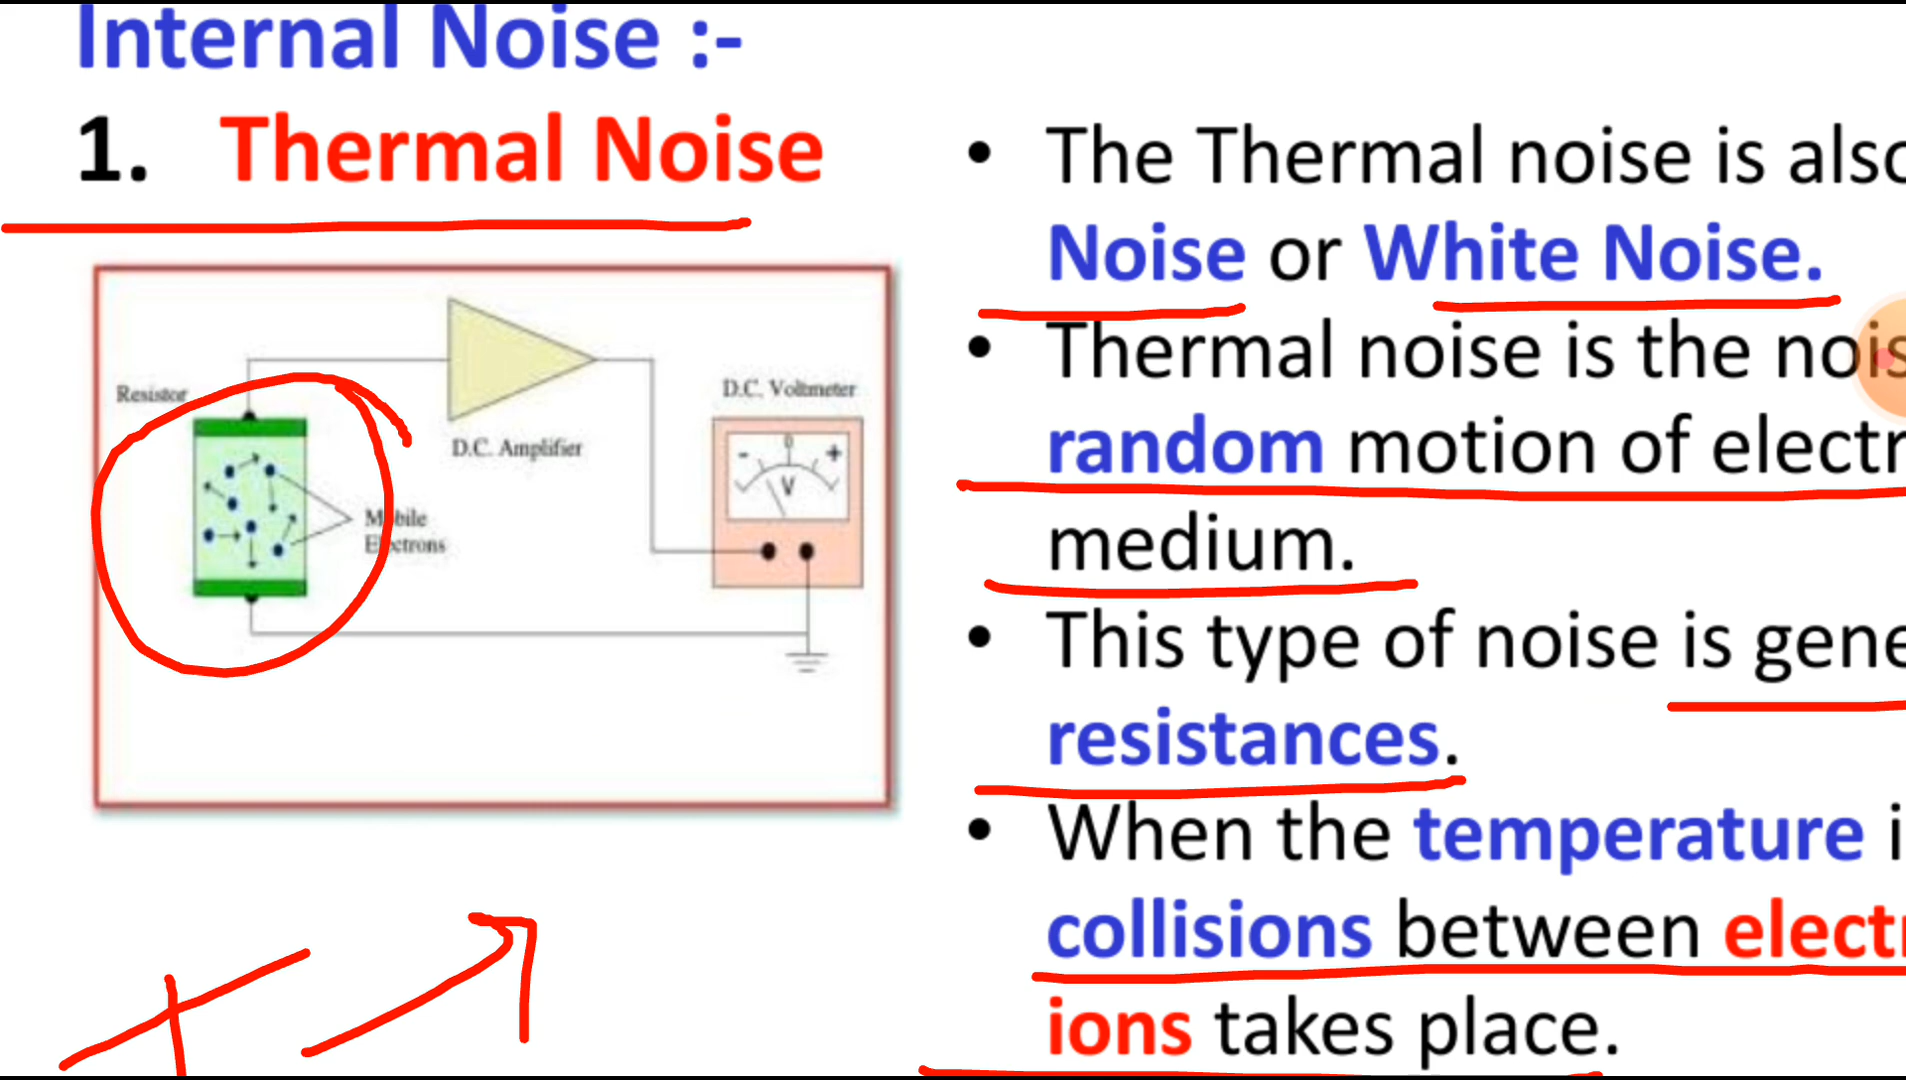 Internal Noise :-
1. Thermal Noise
Resistor
D.C. Amplifier
Mobile
Electrons
D.C. Voltmeter
- 0 +
V
• The Thermal noise is also
Noise or White Noise.
• Thermal noise is the nois
random motion of electr
medium.
• This type of noise is gene
resistances.
• When the temperature i
collisions between electr
ions takes place.